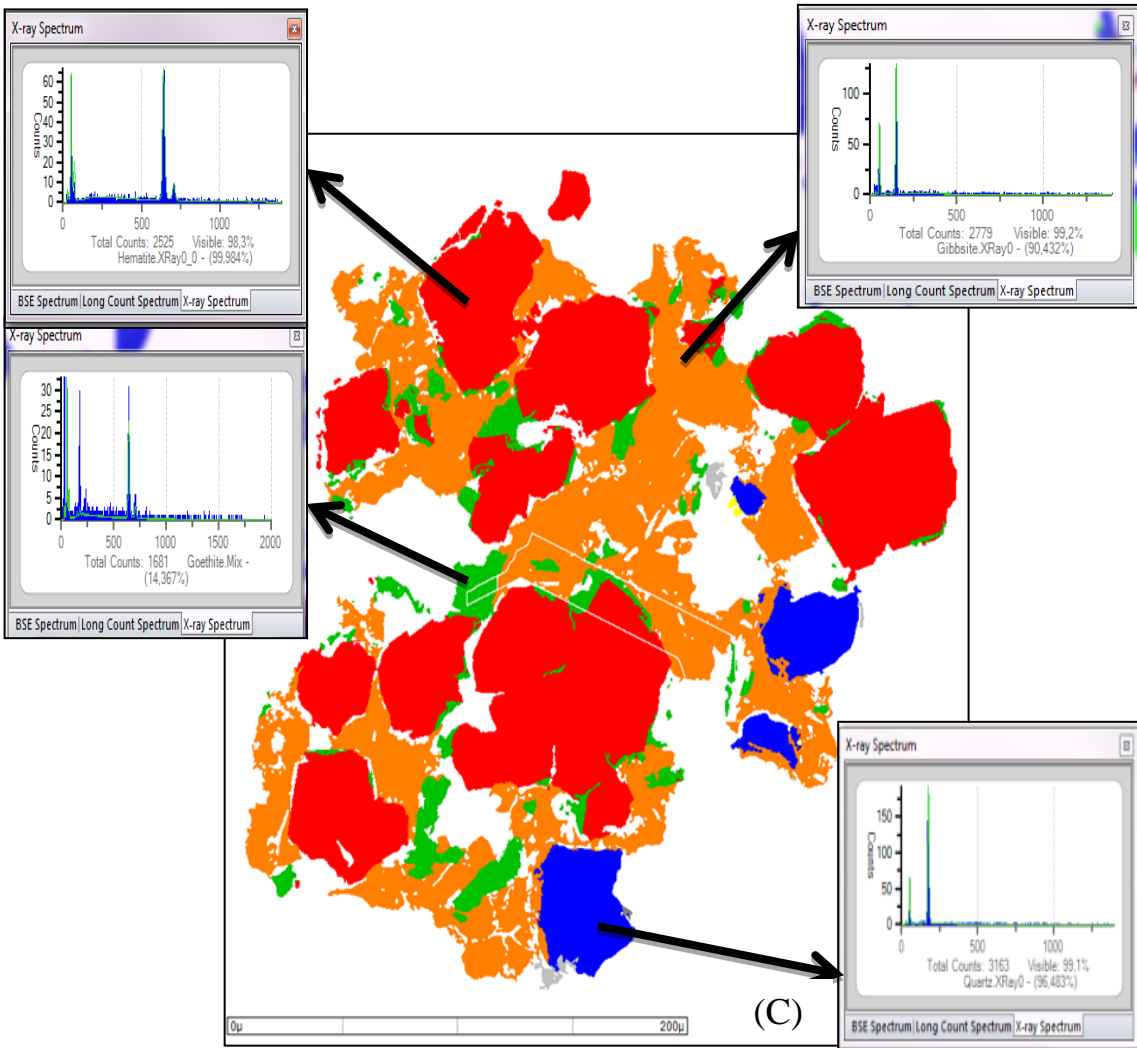 X-ray Spectrum
Counts
60
50
40
30
20
10
0
0 500 1000
Total Counts: 2525 Visible: 98,3%
Hematite.XRay0_0 - (99,984%)
BSE Spectrum Long Count Spectrum X-ray Spectrum
X-ray Spectrum
Counts
100
50
0
0 500 1000
Total Counts: 2779 Visible: 99,2%
Gibbsite.XRay0 - (90,432%)
BSE Spectrum Long Count Spectrum X-ray Spectrum
X-ray Spectrum
Counts
30
25
20
15
10
5
0
0 500 1000 1500 2000
Total Counts: 1681 Goethite.Mix -
(14,367%)
BSE Spectrum Long Count Spectrum X-ray Spectrum
X-ray Spectrum
Counts
150
100
50
0
0 500 1000
Total Counts: 3163 Visible: 99,1%
Quartz.XRay0 - (96,483%)
BSE Spectrum Long Count Spectrum X-ray Spectrum
(C)
0µ 200µ